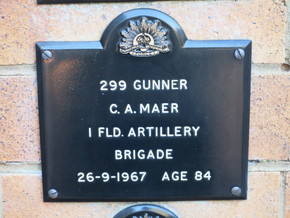 299 GUNNER
C. A. MAER
1 FLD. ARTILLERY
BRIGADE
26-9-1967 AGE 84